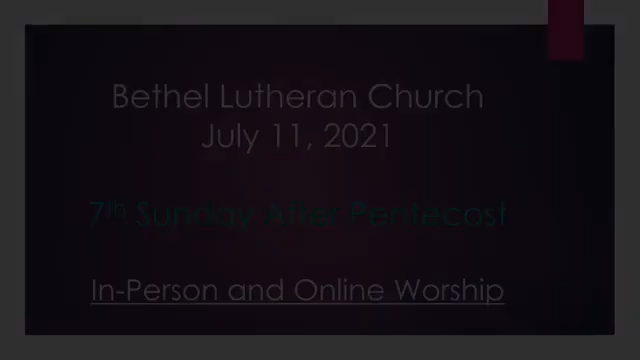 Bethel Lutheran Church
July 11, 2021
7th Sunday After Pentecost
In-Person and Online Worship